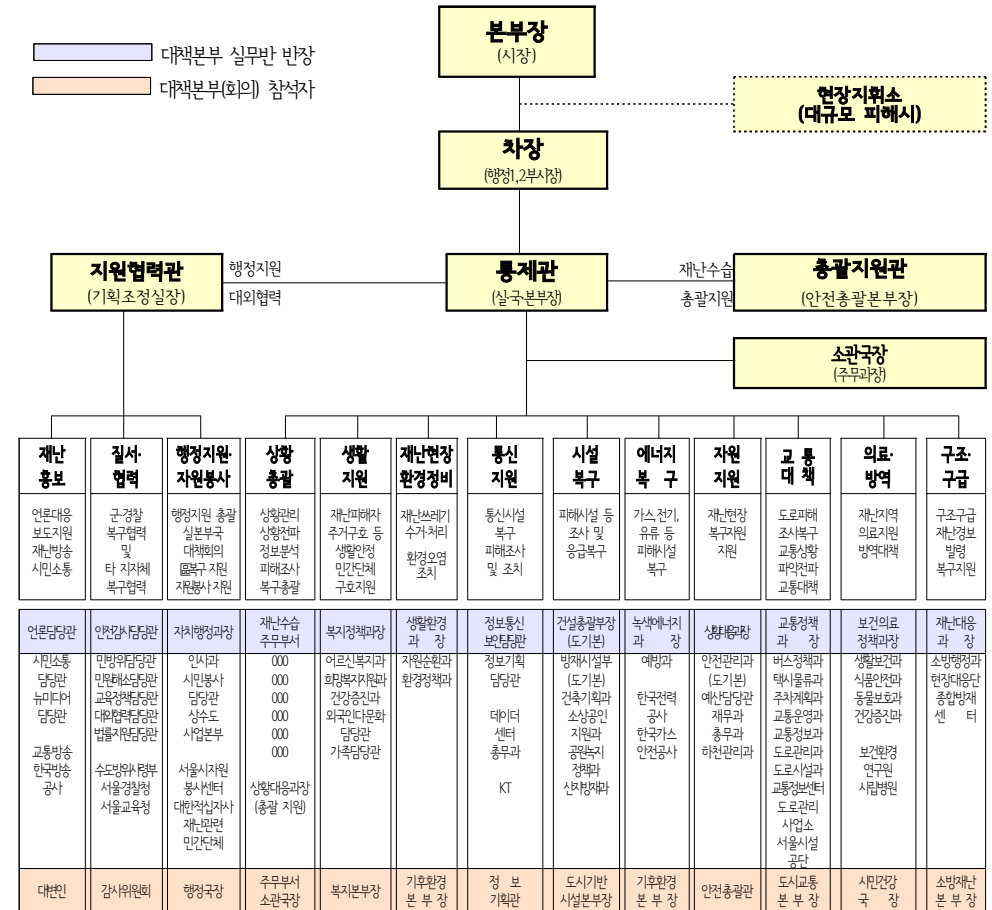 본부장
(시장)
대책본부 실무반 반장
대책본부(회의) 참석자
현장지휘소
(대규모 피해시)
차장
(행정1,2부시장)
지원협력관
(기획조정실장)
행정지원
대외협력
통제관
(실·국·본부장)
재난수습
총괄지원
총괄지원관
(안전총괄본부장)
소관국장
(주무과장)
재난
홍보
언론대응
보도지원
재난방송
시민소통
언론담당관
시민소통
담당관
뉴미디어
담당관
교통방송
한국방송
공사
대변인
질서·
협력
군·경찰
복구협력
및
타 지자체
복구협력
안전감사담당관
민방위담당관
민원해소담당관
교육정책담당관
대외협력담당관
법률지원담당관
수도방위사령부
서울경찰청
서울교육청
감사위원회
행정지원·
자원봉사
행정지원 총괄
실본부국
대책회의
區복구 지원
자원봉사 지원
자치행정과장
인사과
시민봉사
담당관
상수도
사업본부
서울시자원
봉사센터
대한적십자사
재난관련
민간단체
행정국장
상황
총괄
상황관리
상황전파
정보분석
피해조사
복구총괄
재난수습
주무부서
000
000
000
000
000
000
상황대응과장
(총괄 지원)
주무부서
소관국장
생활
지원
재난피해자
주거구호 등
생활안정
민간단체
구호지원
복지정책과장
어르신복지과
희망복지지원과
건강증진과
외국인다문화
담당관
가족담당관
복지본부장
재난현장
환경정비
재난쓰레기
수거·처리
환경오염
조치
생활환경
과 장
자원순환과
환경정책과
기후환경
본 부 장
통신
지원
통신시설
복구
피해조사
및 조치
정보통신
보안담당관
정보기획
담당관
데이터
센터
총무과
KT
정 보
기획관
시설
복구
피해시설 등
조사 및
응급복구
건설총괄부장
(도기본)
방재시설부
(도기본)
건축기획과
소상공인
지원과
공원녹지
정책과
산지방재과
도시기반
시설본부장
에너지
복 구
가스,전기,
유류 등
피해시설
복구
녹색에너지
과 장
예방과
한국전력
공사
한국가스
안전공사
기후환경
본 부 장
자원
지원
재난현장
복구자원
지원
상황대응과장
안전관리과
(도기본)
예산담당관
재무과
총무과
하천관리과
안전총괄관
교 통
대 책
도로피해
조사복구
교통상황
파악전파
교통대책
교통정책
과 장
버스정책과
택시물류과
주차계획과
교통운영과
교통정보과
도로관리과
도로시설과
교통정보센터
도로관리
사업소
서울시설
공단
도시교통
본 부 장
의료·
방역
재난지역
의료지원
방역대책
보건의료
정책과장
생활보건과
식품안전과
동물보호과
건강증진과
보건환경
연구원
시립병원
시민건강
국 장
구조·
구급
구조구급
재난경보
발령
복구지원
재난대응
과 장
소방행정과
현장대응단
종합방재
센 터
소방재난
본 부 장